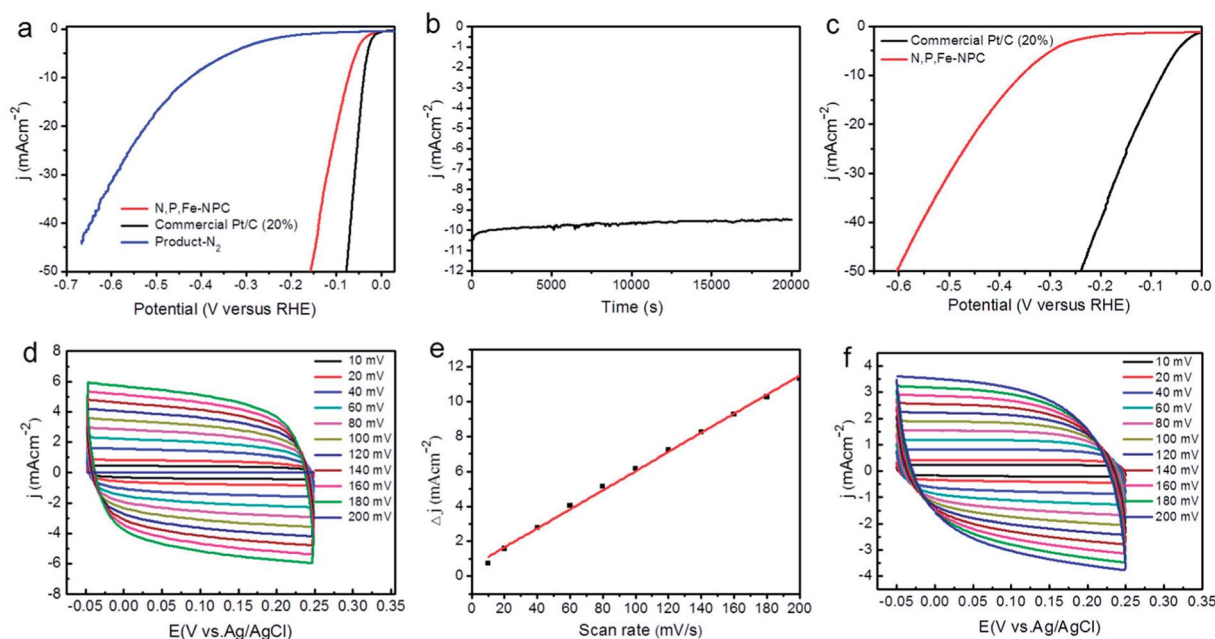 a
j (mAcm⁻²)
0
-10
-20
-30
-40
-50
N,P,Fe-NPC
Commercial Pt/C (20%)
Product-N₂
-0.7 -0.6 -0.5 -0.4 -0.3 -0.2 -0.1 0.0
Potential (V versus RHE)
b
j (mAcm⁻²)
0
-1
-2
-3
-4
-5
-6
-7
-8
-9
-10
-11
-12
0 5000 10000 15000 20000
Time (s)
c
j (mAcm⁻²)
0
-10
-20
-30
-40
-50
Commercial Pt/C (20%)
N,P,Fe-NPC
-0.6 -0.5 -0.4 -0.3 -0.2 -0.1 0.0
Potential (V versus RHE)
d
j (mAcm⁻²)
8
6
4
2
0
-2
-4
-6
-8
10 mV
20 mV
40 mV
60 mV
80 mV
100 mV
120 mV
140 mV
160 mV
180 mV
200 mV
-0.05 0.00 0.05 0.10 0.15 0.20 0.25 0.30 0.35
E(V vs.Ag/AgCl)
e
△j (mAcm⁻²)
12
10
8
6
4
2
0
0 20 40 60 80 100 120 140 160 180 200
Scan rate (mV/s)
f
j (mAcm⁻²)
4
3
2
1
0
-1
-2
-3
-4
10 mV
20 mV
40 mV
60 mV
80 mV
100 mV
120 mV
140 mV
160 mV
180 mV
200 mV
-0.05 0.00 0.05 0.10 0.15 0.20 0.25 0.30 0.35
E(V vs.Ag/AgCl)